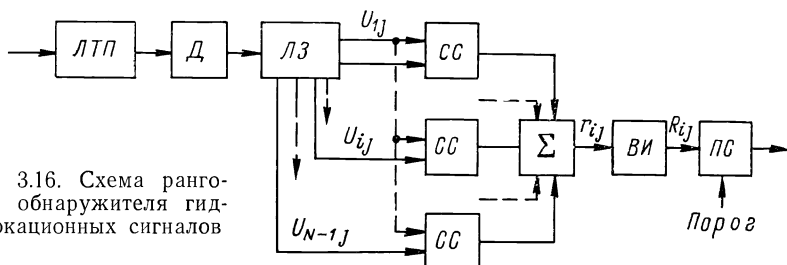 ЛТП
Д
ЛЗ
U1j
СС
Uij
СС
UN-1j
СС
Σ
rij
ВИ
Rij
ПС
Порог
3.16. Схема ранго-
обнаружителя гид-
окационных сигналов